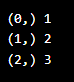 (0,) 1
(1,) 2
(2,) 3